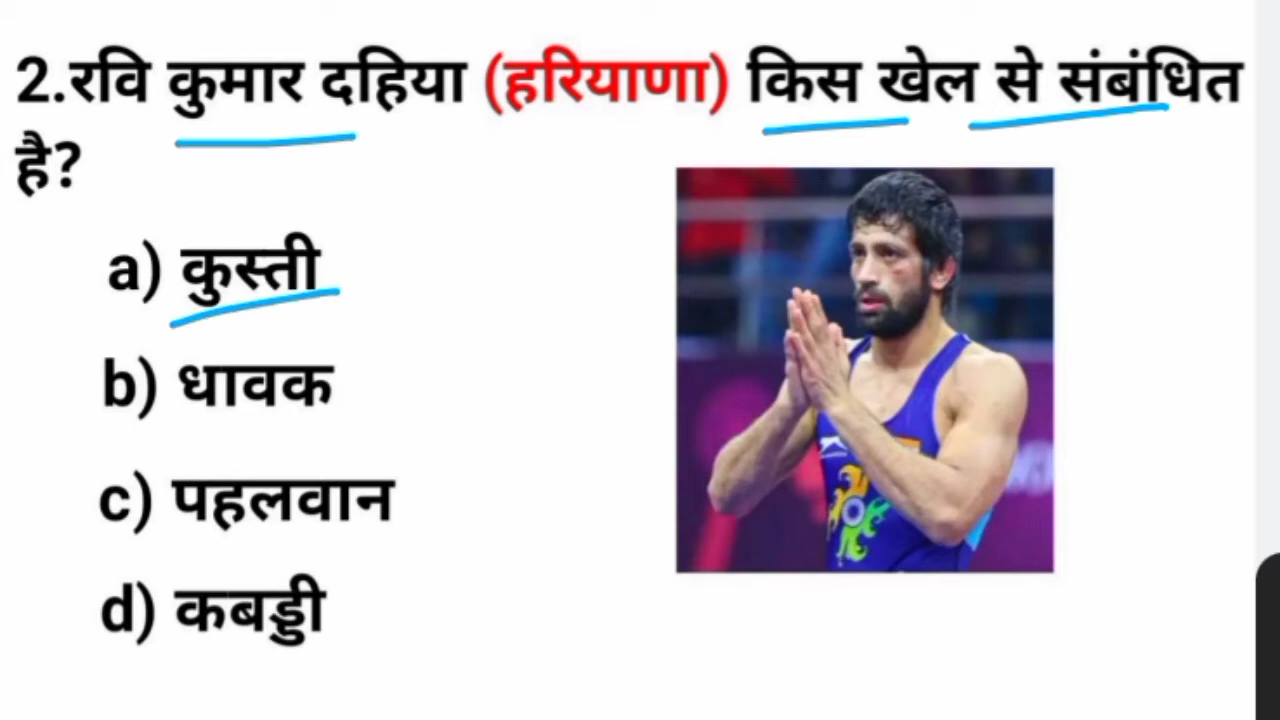 2.रवि कुमार दहिया (हरियाणा) किस खेल से संबंधित
है?
a) कुस्ती
b) धावक
c) पहलवान
d) कबड्डी